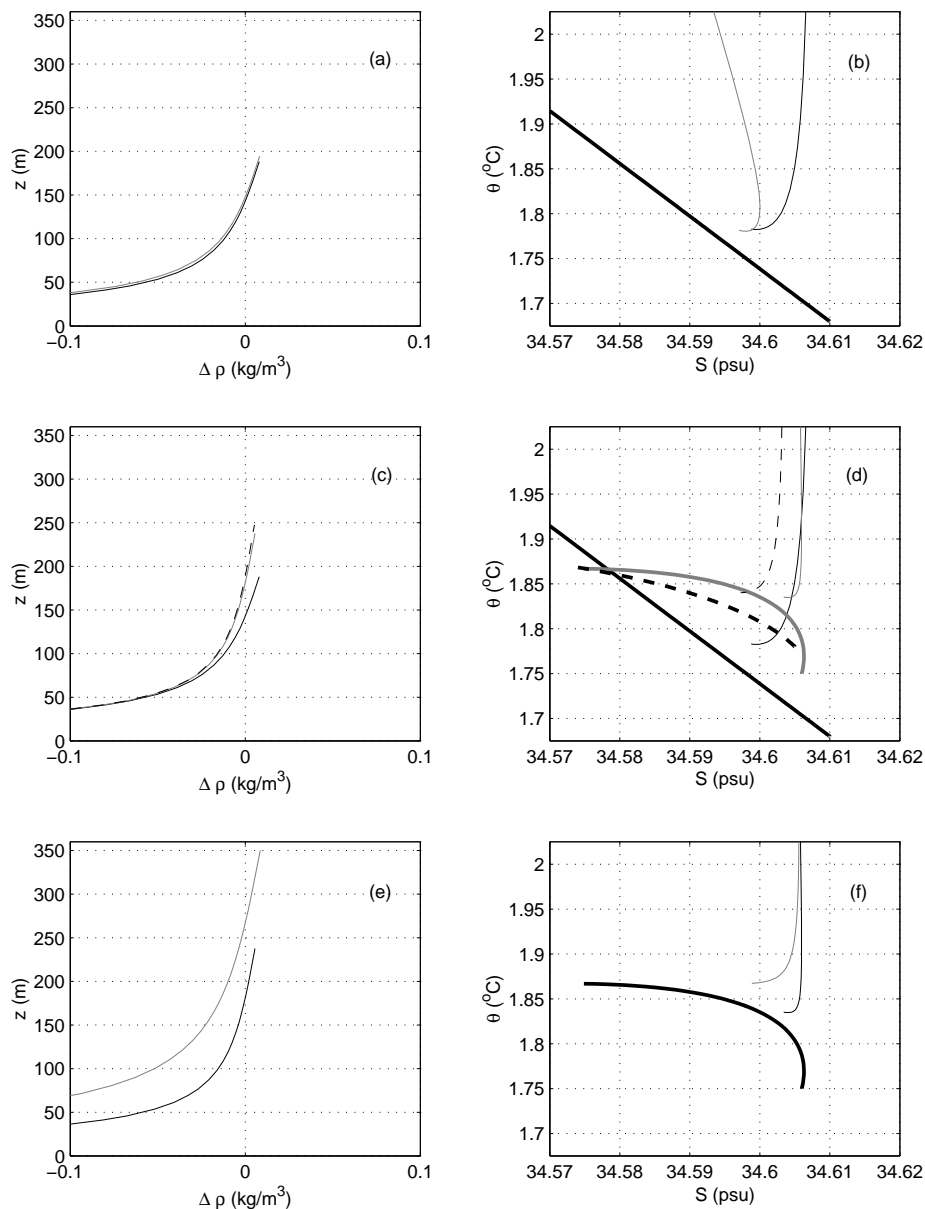 350
300
250
200
150
100
50
0
z (m)
(a)
−0.1 0 0.1
Δ ρ (kg/m3)
2
1.95
1.9
1.85
1.8
1.75
1.7
θ (oC)
(b)
34.57 34.58 34.59 34.6 34.61 34.62
S (psu)
350
300
250
200
150
100
50
0
z (m)
(c)
−0.1 0 0.1
Δ ρ (kg/m3)
2
1.95
1.9
1.85
1.8
1.75
1.7
θ (oC)
(d)
34.57 34.58 34.59 34.6 34.61 34.62
S (psu)
350
300
250
200
150
100
50
0
z (m)
(e)
−0.1 0 0.1
Δ ρ (kg/m3)
2
1.95
1.9
1.85
1.8
1.75
1.7
θ (oC)
(f)
34.57 34.58 34.59 34.6 34.61 34.62
S (psu)